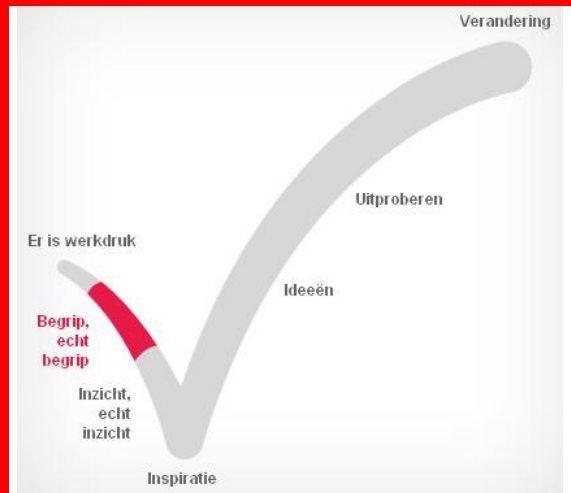 Verandering
Uitproberen
Er is werkdruk
Ideeën
Begrip,
echt
begrip
Inzicht,
echt
inzicht
Inspiratie